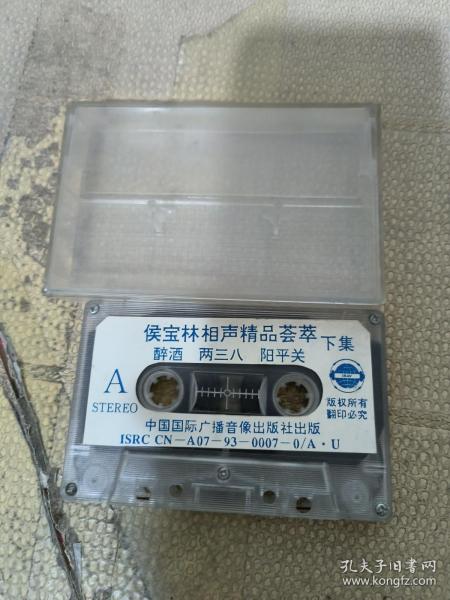 侯宝林相声精品荟萃 下集
醉酒 两三八 阳平关
A
STEREO
版权所有
翻印必究
中国国际广播音像出版社出版
ISRC CN－A07－93－0007－0/A·U
孔夫子旧书网
www.kongfz.com